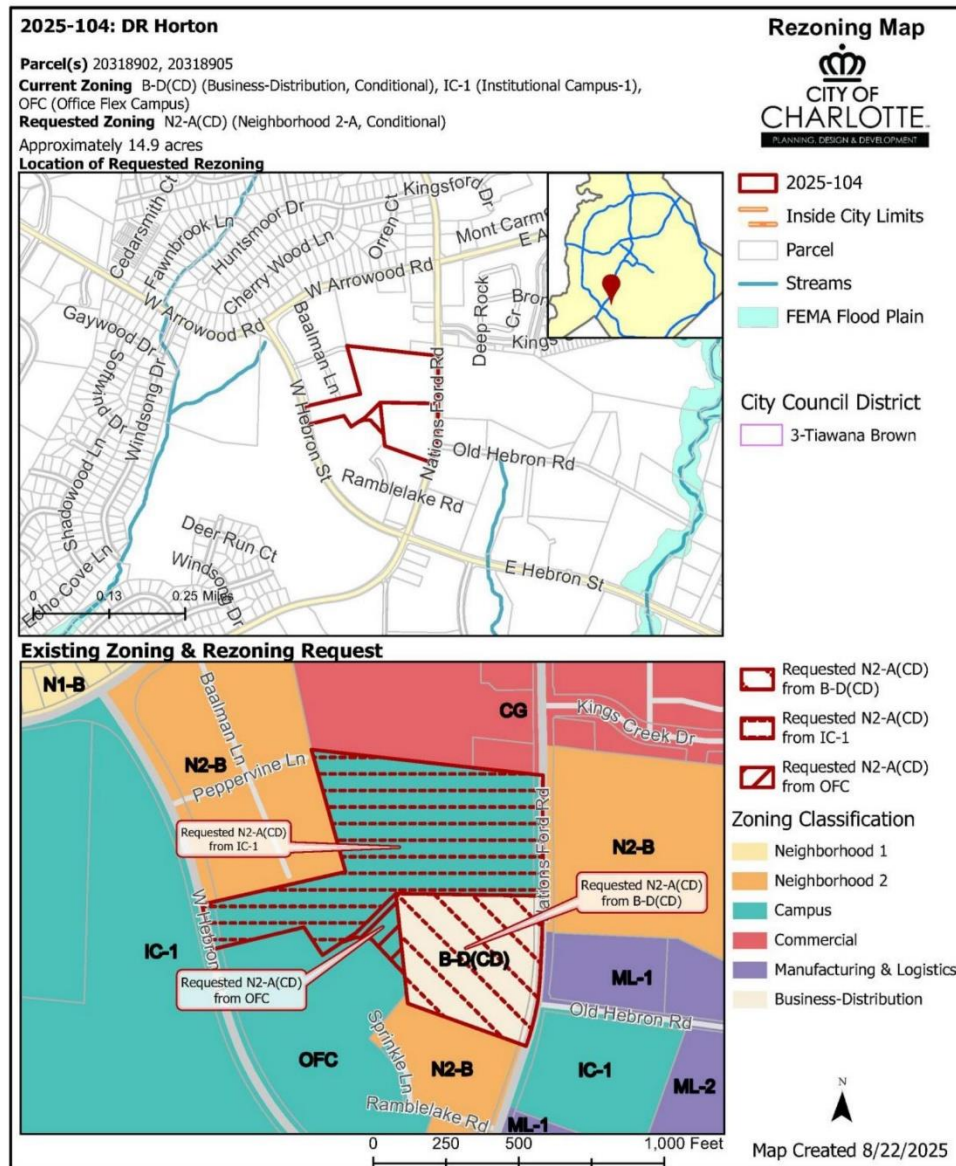 2025-104: DR Horton
Parcel(s) 20318902, 20318905
Current Zoning B-D(CD) (Business-Distribution, Conditional), IC-1 (Institutional Campus-1),
OFC (Office Flex Campus)
Requested Zoning N2-A(CD) (Neighborhood 2-A, Conditional)
Approximately 14.9 acres
Location of Requested Rezoning
Rezoning Map
CITY OF
CHARLOTTE
PLANNING, DESIGN & DEVELOPMENT
Cedarsmith Ct
Fawnbrook Ln
Huntsmoor Dr
Cherry Wood Ln
Orren Ct
Kingsford Dr
Mont Carm
E A
W Arrowood Rd
W Arrowood Rd
Gaywood Dr
Softwind Dr
Windsong Dr
Shadowood Ln
Echo Cove Ln
Baalman Ln
W Hebron St
Nations Ford Rd
Deep Rock
Cr
Bron
Kings
Old Hebron Rd
Ramblelake Rd
Deer Run Ct
Windsong Dr
E Hebron St
0 0.13 0.25 Miles
2025-104
Inside City Limits
Parcel
Streams
FEMA Flood Plain
City Council District
3-Tiawana Brown
Existing Zoning & Rezoning Request
N1-B
Baalman Ln
N2-B
Peppervine Ln
CG
Kings Creek Dr
Requested N2-A(CD)
from IC-1
Nations Ford Rd
N2-B
Requested N2-A(CD)
from B-D(CD)
W Hebron
IC-1
B-D(CD)
ML-1
Requested N2-A(CD)
from OFC
Old Hebron Rd
OFC
Sprinkle Ln
N2-B
IC-1
ML-2
Ramblelake Rd
ML-1
0 250 500 1,000 Feet
Requested N2-A(CD)
from B-D(CD)
Requested N2-A(CD)
from IC-1
Requested N2-A(CD)
from OFC
Zoning Classification
Neighborhood 1
Neighborhood 2
Campus
Commercial
Manufacturing & Logistics
Business-Distribution
N
Map Created 8/22/2025